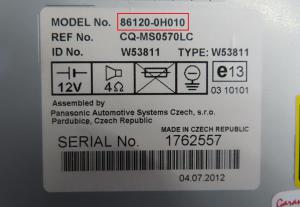 MODEL No. 86120-0H010
REF No. CQ-MS0570LC
ID No. W53811 TYPE: W53811
12V 4Ω e13
03 10101
Assembled by
Panasonic Automotive Systems Czech, s.r.o.
Pardubice, Czech Republic
MADE IN CZECH REPUBLIC
SERIAL No. 1762557
04.07.2012